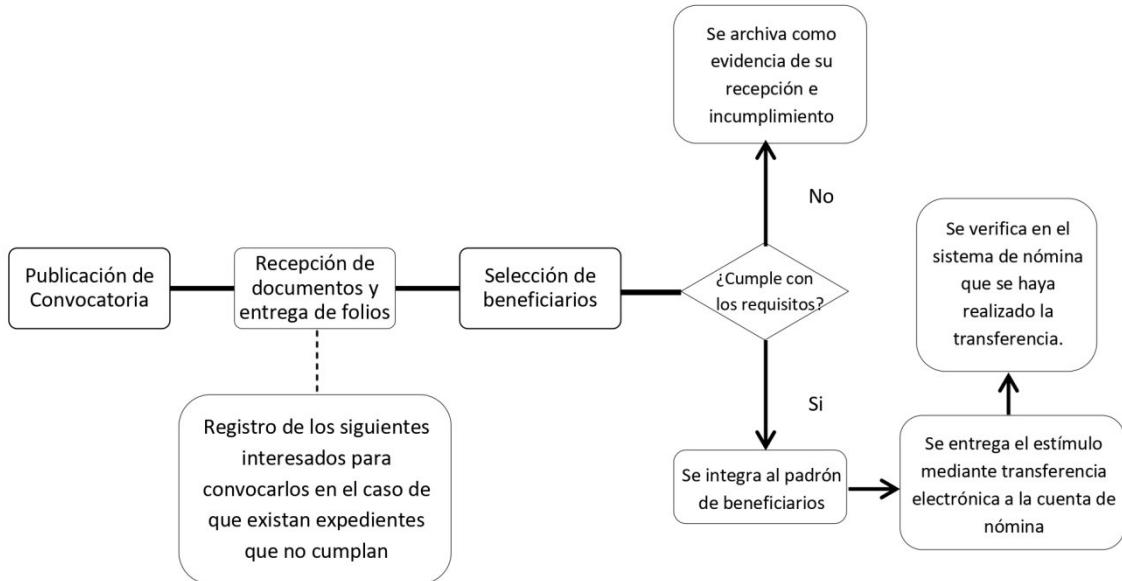 Publicación de
Convocatoria
Recepción de
documentos y
entrega de folios
Registro de los siguientes
interesados para
convocarlos en el caso de
que existan expedientes
que no cumplan
Selección de
beneficiarios
¿Cumple con
los requisitos?
No
Se archiva como
evidencia de su
recepción e
incumplimiento
Si
Se integra al padrón
de beneficiarios
Se entrega el estímulo
mediante transferencia
electrónica a la cuenta de
nómina
Se verifica en el
sistema de nómina
que se haya
realizado la
transferencia.